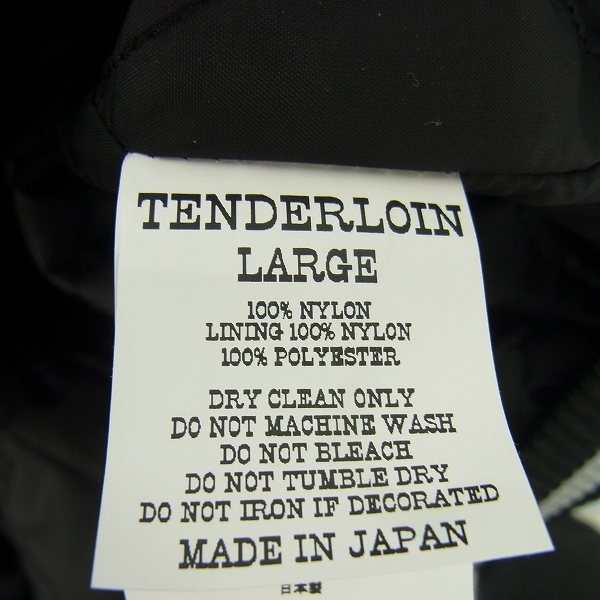 TENDERLOIN
LARGE
100% NYLON
LINING 100% NYLON
100% POLYESTER
DRY CLEAN ONLY
DO NOT MACHINE WASH
DO NOT BLEACH
DO NOT TUMBLE DRY
DO NOT IRON IF DECORATED
MADE IN JAPAN
日本製